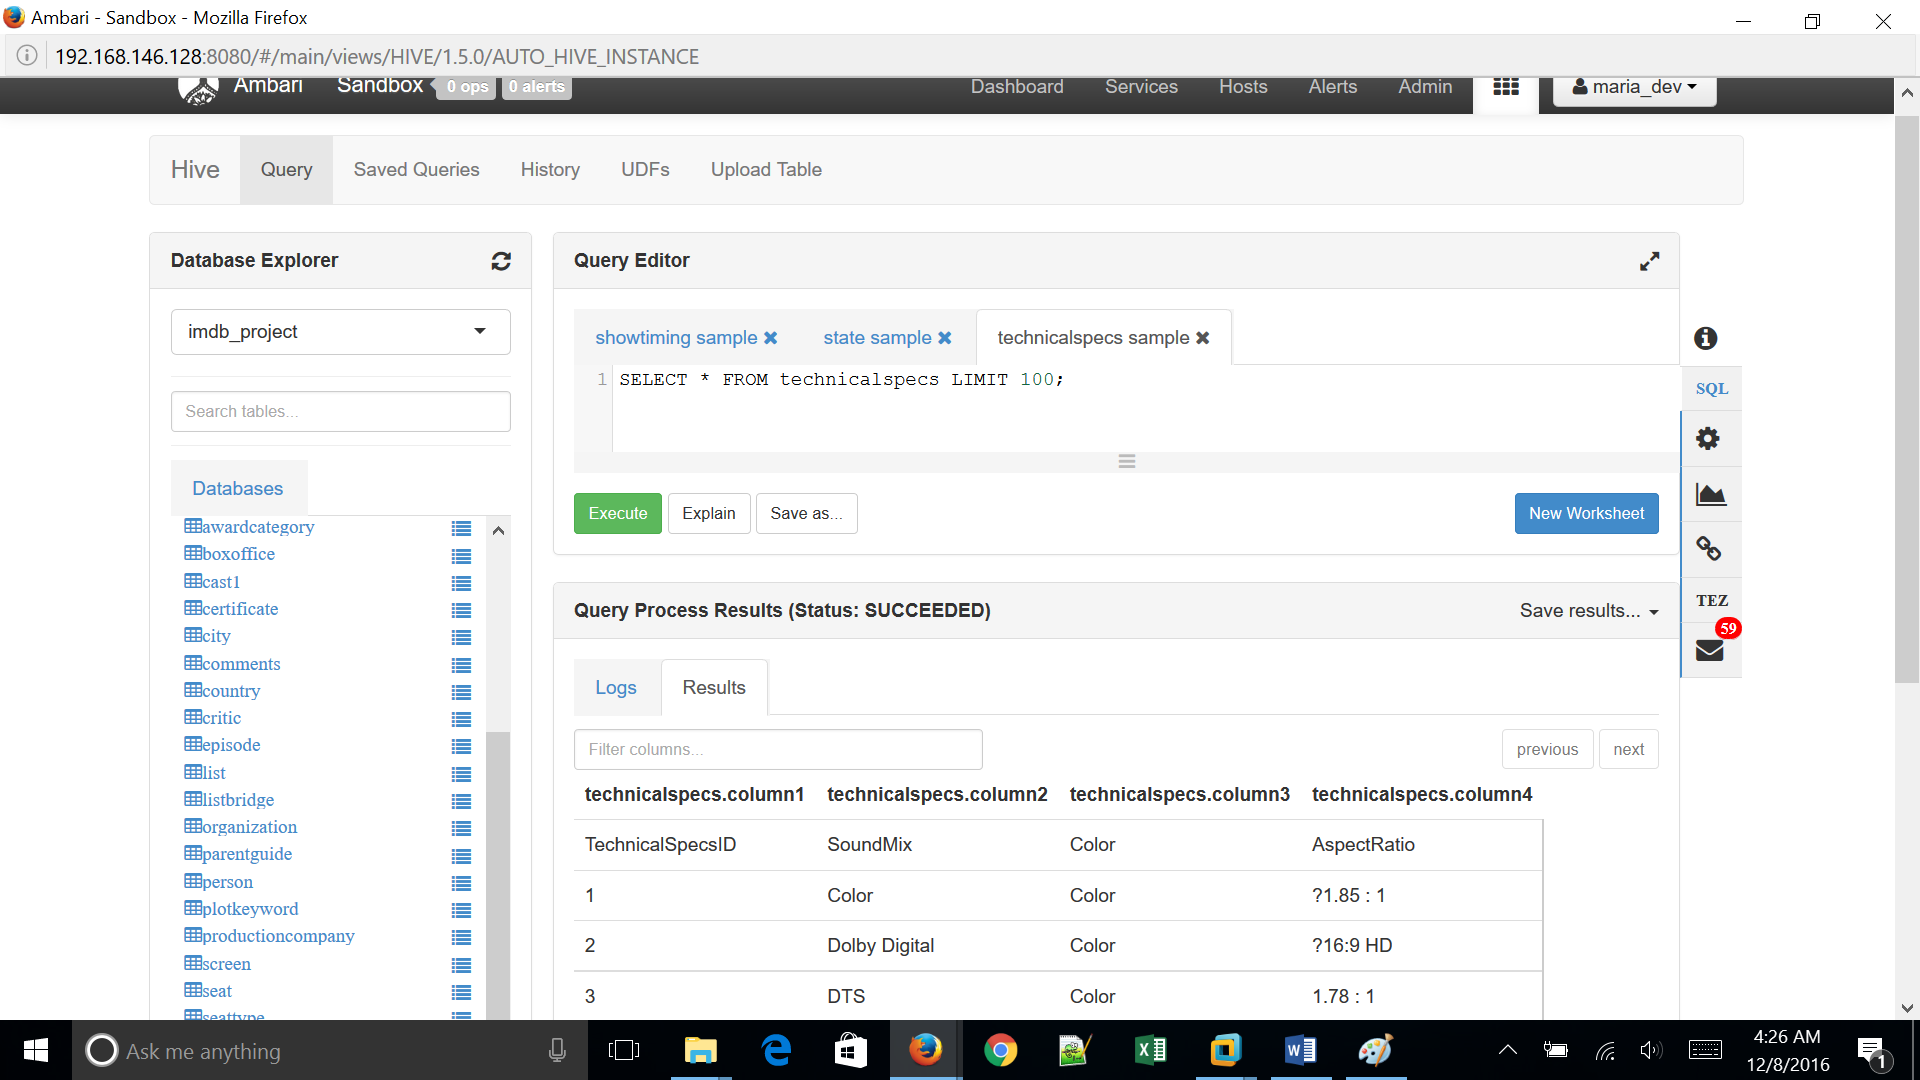 Ambari - Sandbox - Mozilla Firefox
192.168.146.128:8080/#/main/views/HIVE/1.5.0/AUTO_HIVE_INSTANCE
Ambari Sandbox 0 ops 0 alerts Dashboard Services Hosts Alerts Admin maria_dev
Hive Query Saved Queries History UDFs Upload Table
Database Explorer
imdb_project
Search tables...
Databases
awardcategory
boxoffice
cast1
certificate
city
comments
country
critic
episode
list
listbridge
organization
parentguide
person
plotkeyword
productioncompany
screen
seat
seattype
Query Editor
showtiming sample state sample technicalspecs sample
1 SELECT * FROM technicalspecs LIMIT 100;
Execute Explain Save as... New Worksheet
SQL
TEZ
59
Query Process Results (Status: SUCCEEDED) Save results...
Logs Results
Filter columns... previous next
technicalspecs.column1 technicalspecs.column2 technicalspecs.column3 technicalspecs.column4
TechnicalSpecsID SoundMix Color AspectRatio
1 Color Color ?1.85 : 1
2 Dolby Digital Color ?16:9 HD
3 DTS Color 1.78 : 1
Ask me anything
4:26 AM
12/8/2016
1